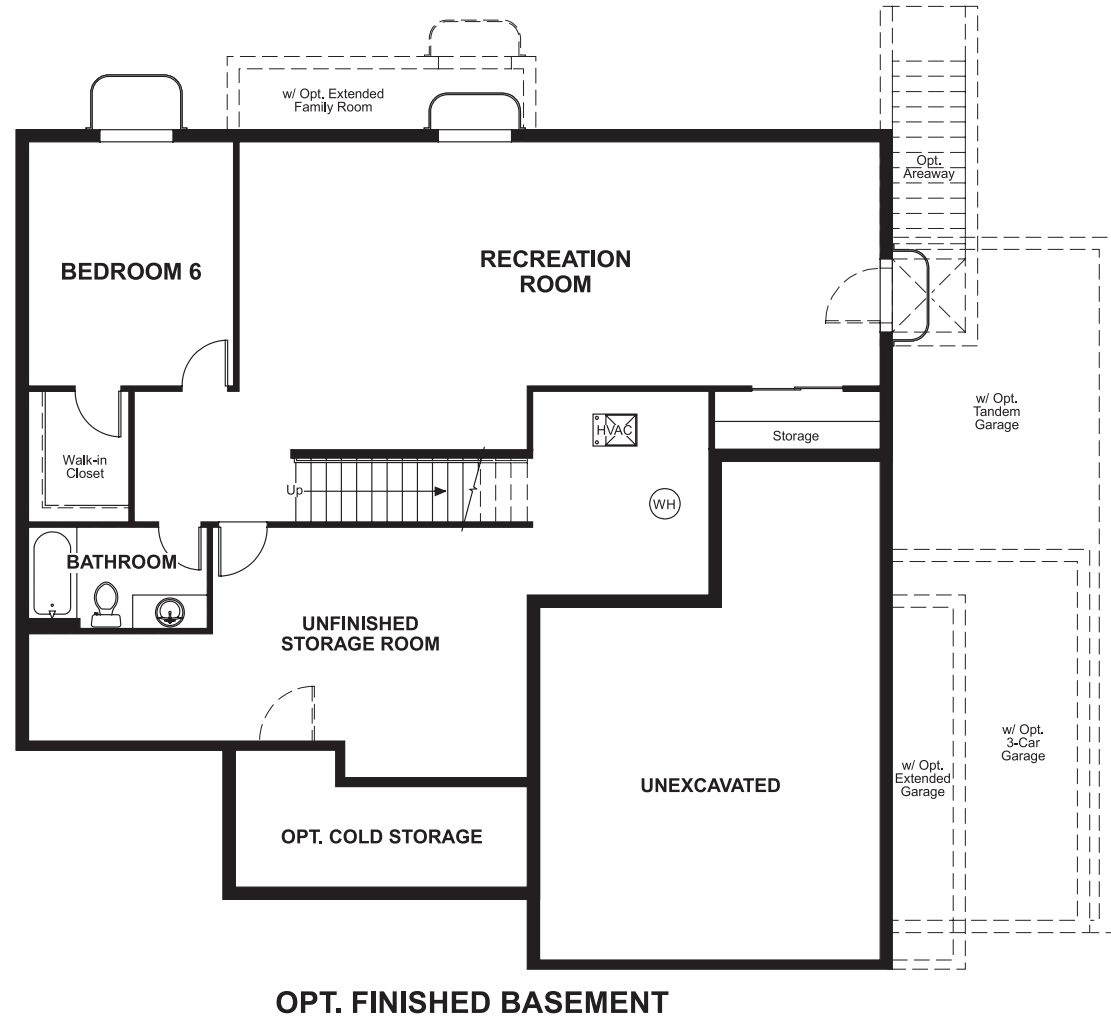 w/ Opt. Extended
Family Room
Opt.
Areaway
BEDROOM 6
RECREATION
ROOM
w/ Opt.
Tandem
Garage
HVAC
Storage
Walk-in
Closet
Up
WH
BATHROOM
UNFINISHED
STORAGE ROOM
w/ Opt.
3-Car
Garage
w/ Opt.
Extended
Garage
UNEXCAVATED
OPT. COLD STORAGE
OPT. FINISHED BASEMENT